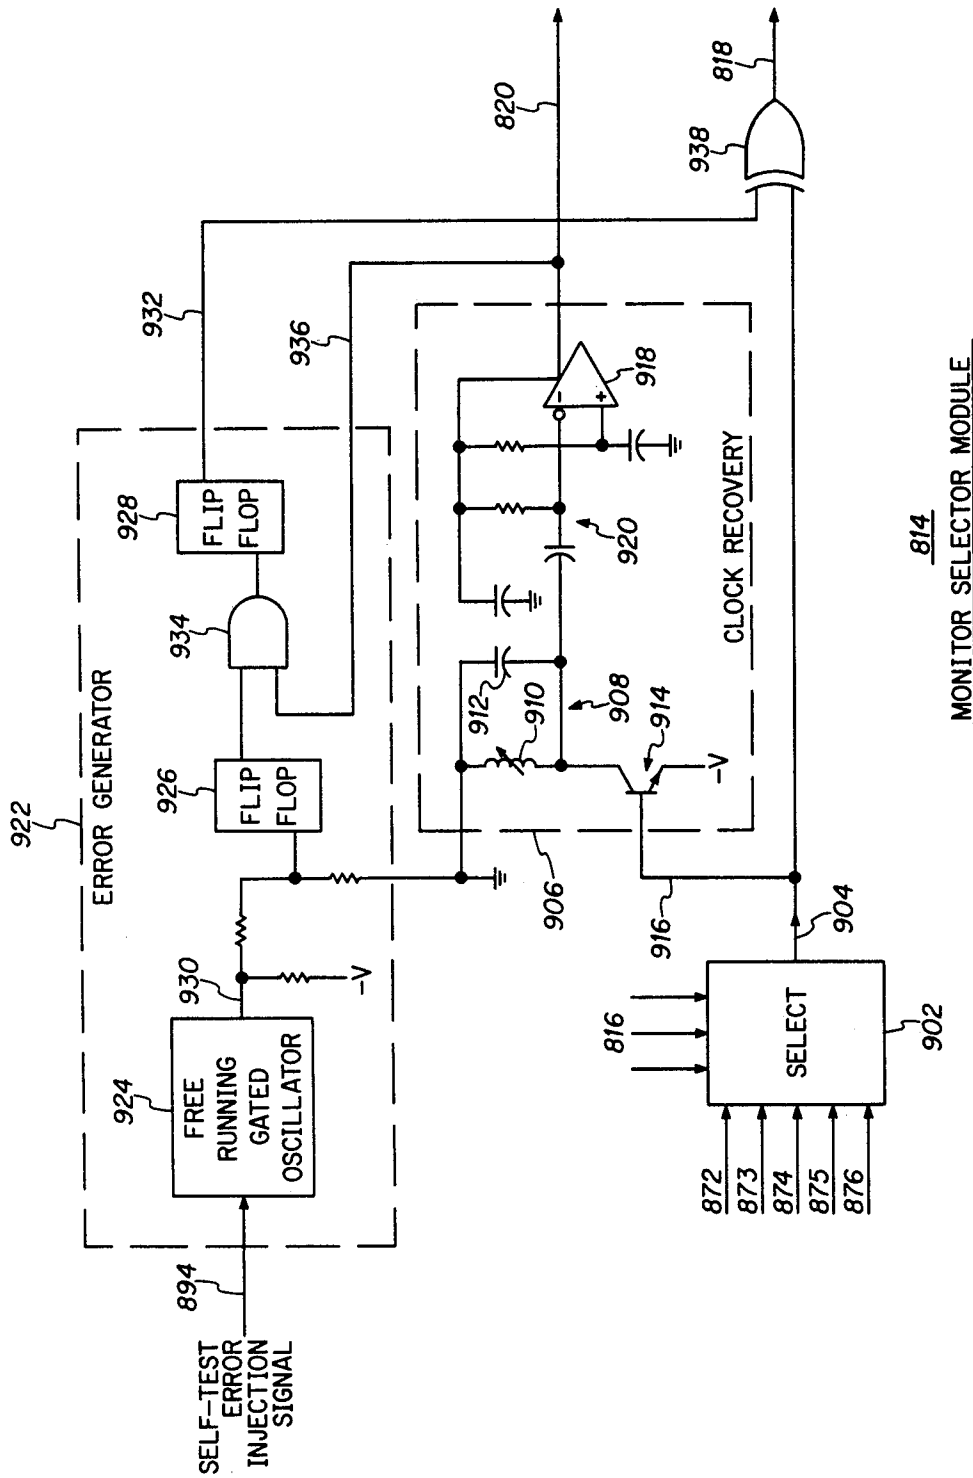 922
ERROR GENERATOR
SELF-TEST
ERROR
INJECTION
SIGNAL
894
924
FREE
RUNNING
GATED
OSCILLATOR
930
-V
926
FLIP
FLOP
934
928
FLIP
FLOP
932
936
820
906
908
910
912
914
-V
916
918
-
+
920
CLOCK RECOVERY
816
872
873
874
875
876
SELECT
902
904
938
818
814
MONITOR SELECTOR MODULE